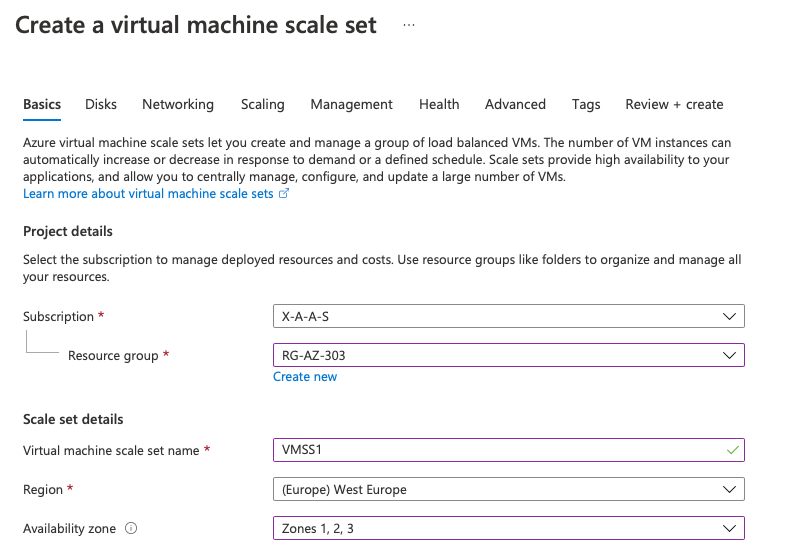 Create a virtual machine scale set ...
Basics Disks Networking Scaling Management Health Advanced Tags Review + create
Azure virtual machine scale sets let you create and manage a group of load balanced VMs. The number of VM instances can
automatically increase or decrease in response to demand or a defined schedule. Scale sets provide high availability to your
applications, and allow you to centrally manage, configure, and update a large number of VMs.
Learn more about virtual machine scale sets
Project details
Select the subscription to manage deployed resources and costs. Use resource groups like folders to organize and manage all
your resources.
Subscription * X-A-A-S
Resource group * RG-AZ-303
Create new
Scale set details
Virtual machine scale set name * VMSS1
Region * (Europe) West Europe
Availability zone Zones 1, 2, 3